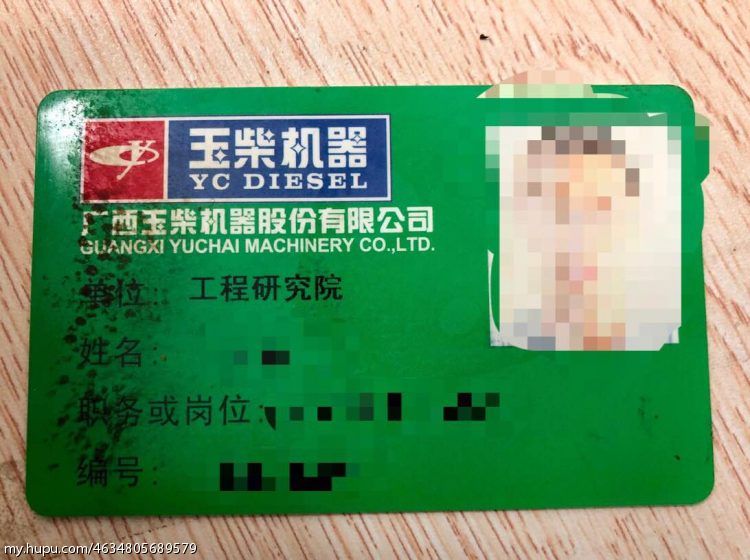 玉柴机器
YC DIESEL
广西玉柴机器股份有限公司
GUANGXI YUCHAI MACHINERY CO.,LTD.
单位: 工程研究院
姓名:
职务或岗位:
编号:
my.hupu.com/4634805689579